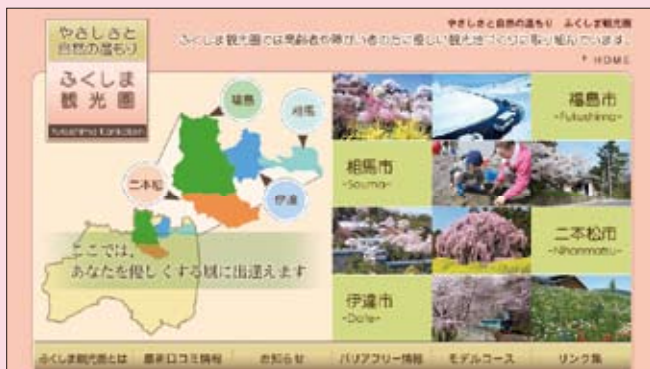 やさしさと
自然の温もり
ふくしま
観光圏
Fukushima Kankoken
やさしさと自然の温もり ふくしま観光圏
ふくしま観光圏では高齢者や障がい者の方に優しい観光地づくりに取り組んでいます。
HOME
福島
相馬
二本松
伊達
ここでは、
あなたを優しくする風に出逢えます
福島市
-Fukushima-
相馬市
-Souma-
二本松市
-Nihonmatsu-
伊達市
-Date-
ふくしま観光圏とは
最新口コミ情報
お知らせ
バリアフリー情報
モデルコース
リンク集